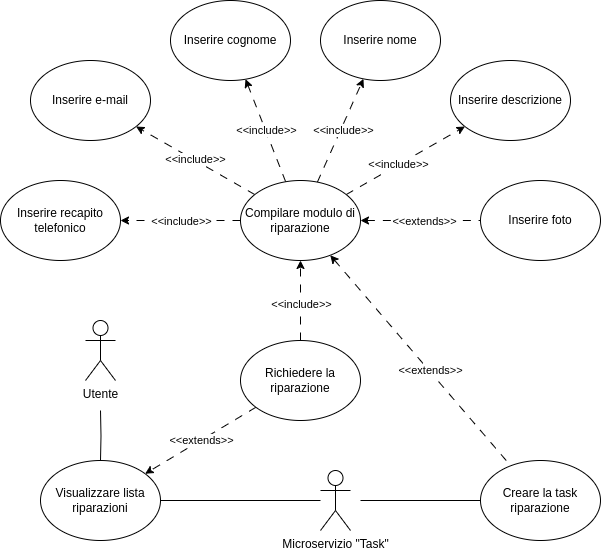 Inserire cognome
Inserire nome
Inserire e-mail
Inserire descrizione
<<include>>
<<include>>
<<include>>
<<include>>
Inserire recapito
telefonico
<<include>>
Compilare modulo di
riparazione
<<extends>>
Inserire foto
<<include>>
Richiedere la
riparazione
<<extends>>
Utente
<<extends>>
Visualizzare lista
riparazioni
Creare la task
riparazione
Microservizio "Task"